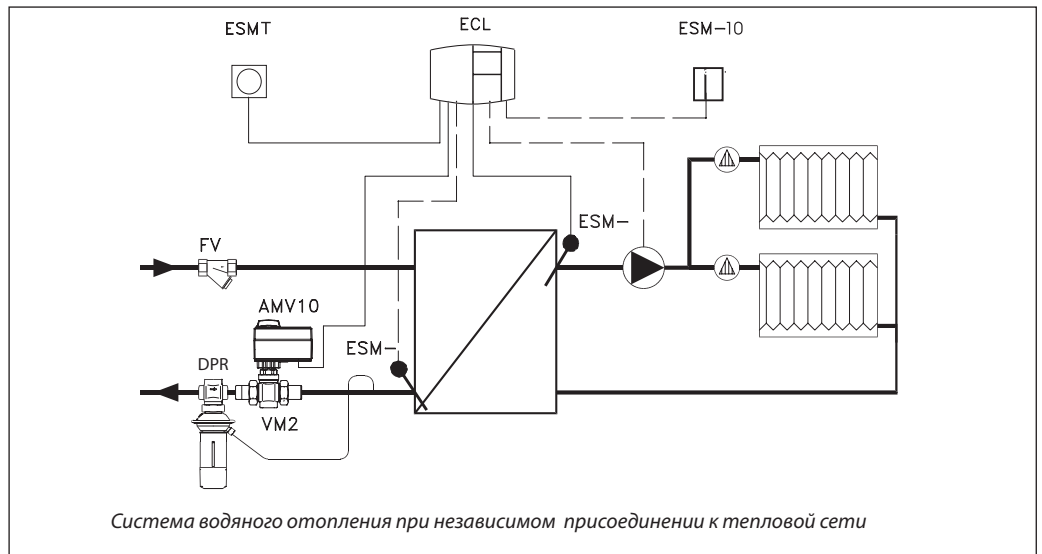 ESMT
ECL
ESM-10
ESM-
FV
AMV10
ESM-
DPR
VM2
Система водяного отопления при независимом присоединении к тепловой сети